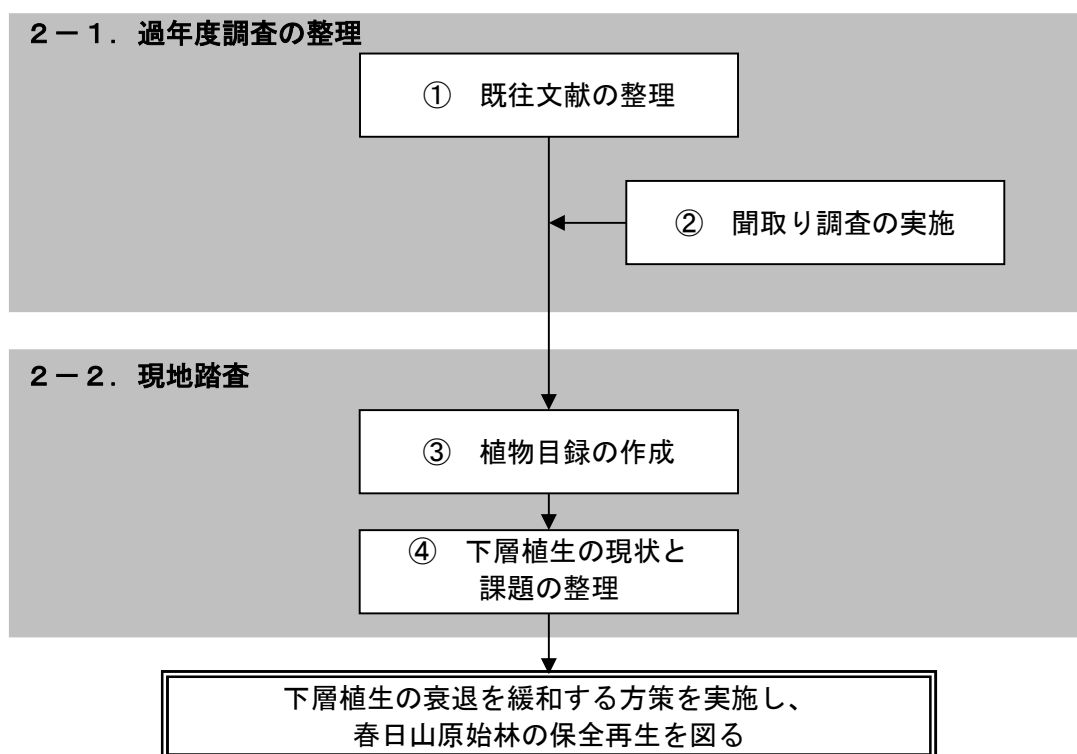 2－1．過年度調査の整理
① 既往文献の整理
② 聞取り調査の実施
2－2．現地踏査
③ 植物目録の作成
④ 下層植生の現状と
課題の整理
下層植生の衰退を緩和する方策を実施し、
春日山原始林の保全再生を図る